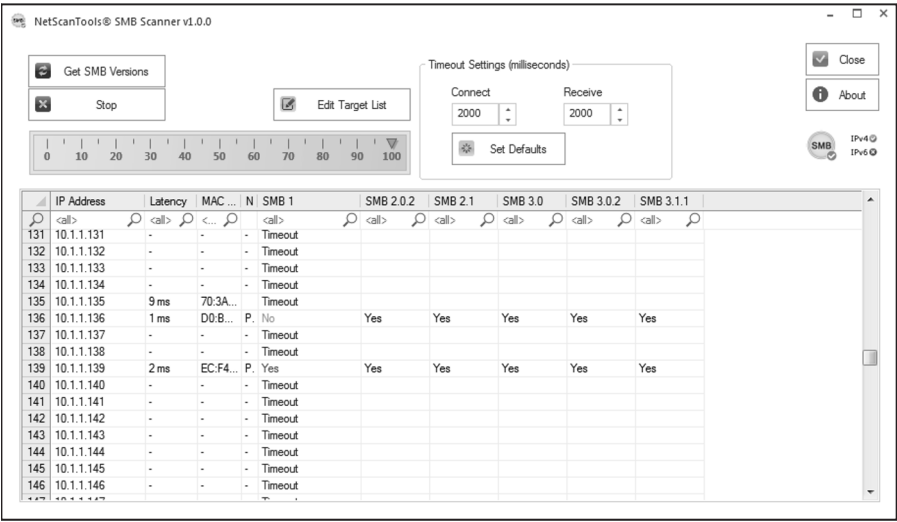 NetScanTools® SMB Scanner v1.0.0
Get SMB Versions
Stop
Edit Target List
Timeout Settings (milliseconds)
Connect
Receive
2000
2000
Set Defaults
Close
About
SMB
IPv4
IPv6
0 10 20 30 40 50 60 70 80 90 100
IP Address Latency MAC ... N SMB 1 SMB 2.0.2 SMB 2.1 SMB 3.0 SMB 3.0.2 SMB 3.1.1
<all> <all> <... <all> <all> <all> <all> <all> <all>
131 10.1.1.131 - - - Timeout
132 10.1.1.132 - - - Timeout
133 10.1.1.133 - - - Timeout
134 10.1.1.134 - - - Timeout
135 10.1.1.135 9 ms 70:3A... Timeout
136 10.1.1.136 1 ms D0:B... P. No Yes Yes Yes Yes Yes
137 10.1.1.137 - - - Timeout
138 10.1.1.138 - - - Timeout
139 10.1.1.139 2 ms EC:F4... P. Yes Yes Yes Yes Yes Yes
140 10.1.1.140 - - - Timeout
141 10.1.1.141 - - - Timeout
142 10.1.1.142 - - - Timeout
143 10.1.1.143 - - - Timeout
144 10.1.1.144 - - - Timeout
145 10.1.1.145 - - - Timeout
146 10.1.1.146 - - - Timeout